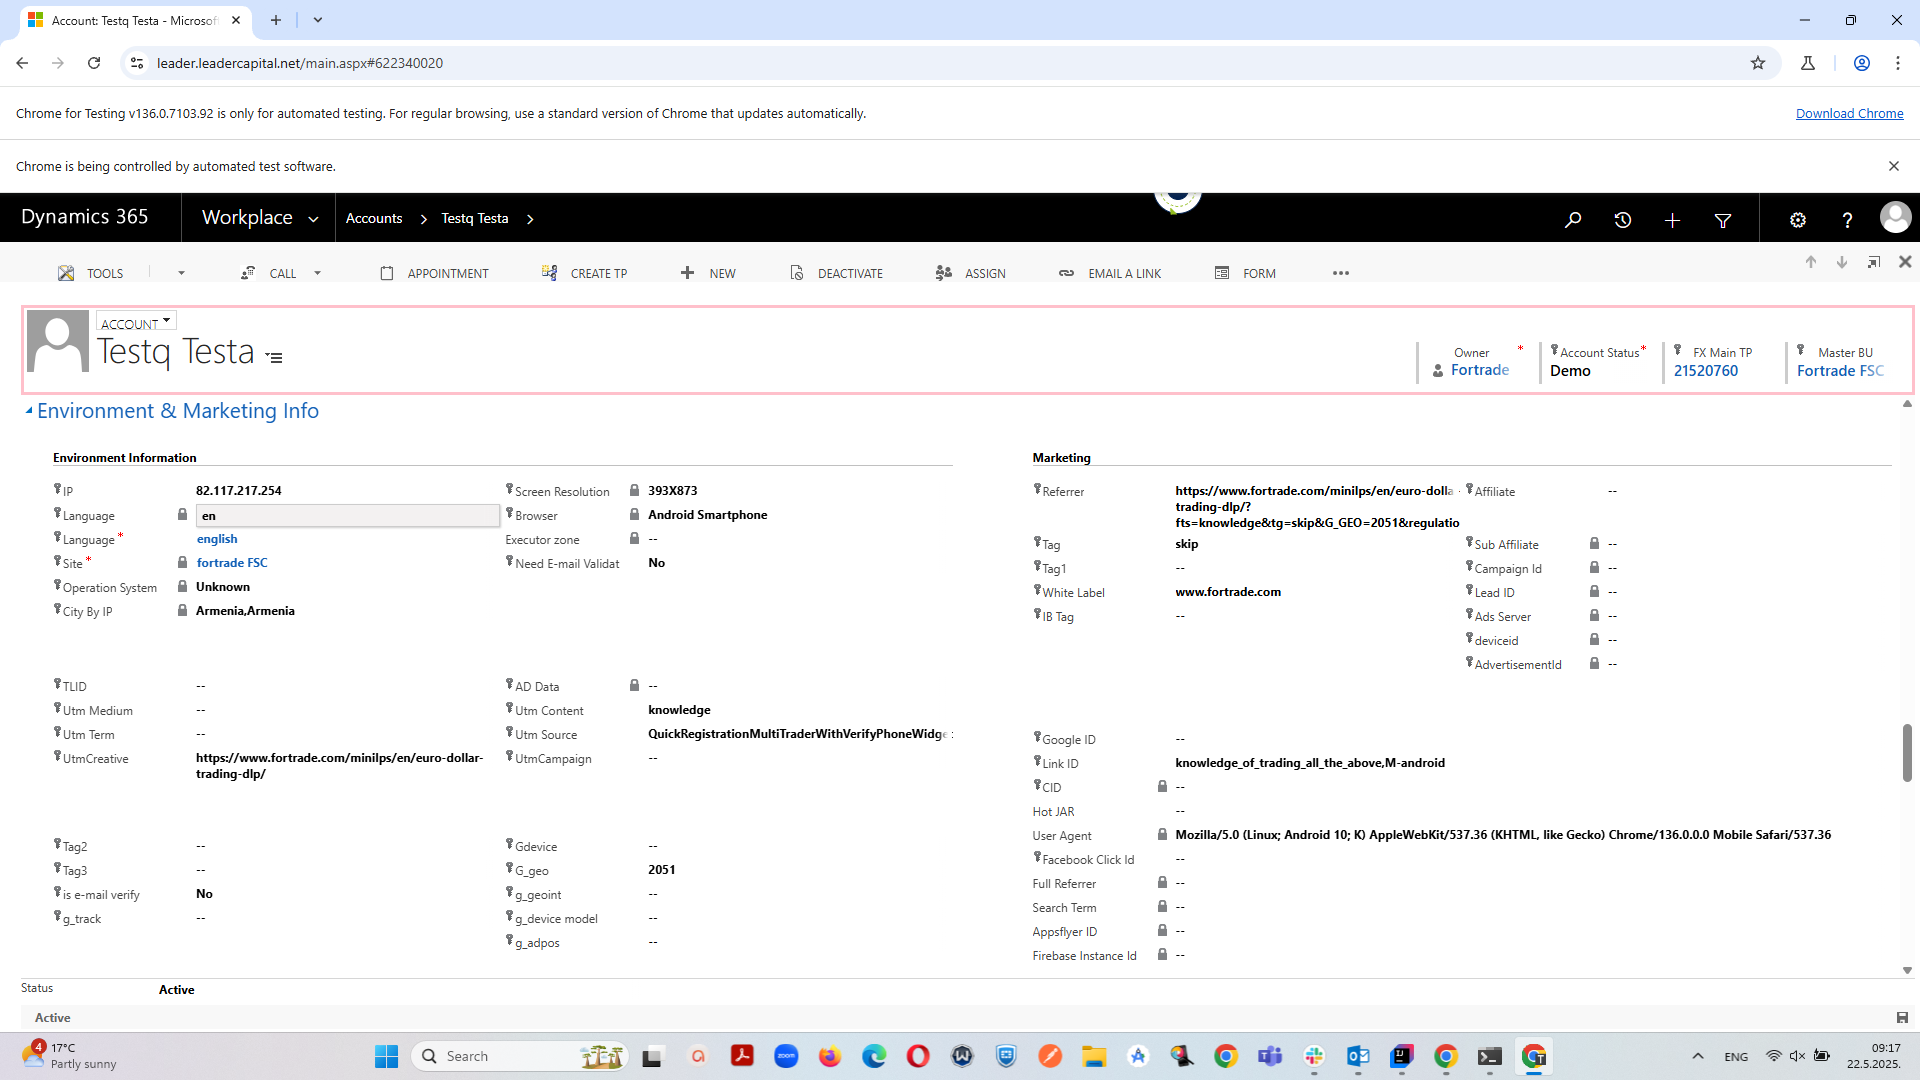 Account: Testq Testa - Microsof
leader.leadercapital.net/main.aspx#622340020
Chrome for Testing v136.0.7103.92 is only for automated testing. For regular browsing, use a standard version of Chrome that updates automatically.
Download Chrome
Chrome is being controlled by automated test software.
Dynamics 365
Workplace
Accounts
Testq Testa
TOOLS
CALL
APPOINTMENT
CREATE TP
NEW
DEACTIVATE
ASSIGN
EMAIL A LINK
FORM
ACCOUNT
Testq Testa
Owner *
Fortrade
Account Status *
Demo
FX Main TP
21520760
Master BU
Fortrade FSC
Environment & Marketing Info
Environment Information
IP 82.117.217.254
Language en
Language * english
Site * fortrade FSC
Operation System Unknown
City By IP Armenia,Armenia
Screen Resolution 393X873
Browser Android Smartphone
Executor zone --
Need E-mail Validat No
TLID --
Utm Medium --
Utm Term --
UtmCreative https://www.fortrade.com/minilps/en/euro-dollar-
trading-dlp/
AD Data --
Utm Content knowledge
Utm Source QuickRegistrationMultiTraderWithVerifyPhoneWidge
UtmCampaign --
Tag2 --
Tag3 --
is e-mail verify No
g_track --
Gdevice --
G_geo 2051
g_geoint --
g_device model --
g_adpos --
Marketing
Referrer https://www.fortrade.com/minilps/en/euro-dolla
trading-dlp/?
fts=knowledge&tg=skip&G_GEO=2051&regulatio
Tag skip
Tag1 --
White Label www.fortrade.com
IB Tag --
Affiliate --
Sub Affiliate --
Campaign Id --
Lead ID --
Ads Server --
deviceid --
AdvertisementId --
Google ID --
Link ID knowledge_of_trading_all_the_above,M-android
CID --
Hot JAR --
User Agent Mozilla/5.0 (Linux; Android 10; K) AppleWebKit/537.36 (KHTML, like Gecko) Chrome/136.0.0.0 Mobile Safari/537.36
Facebook Click Id --
Full Referrer --
Search Term --
Appsflyer ID --
Firebase Instance Id --
Status Active
Active
4
17°C
Partly sunny
Search
zoom
ENG
09:17
22.5.2025.